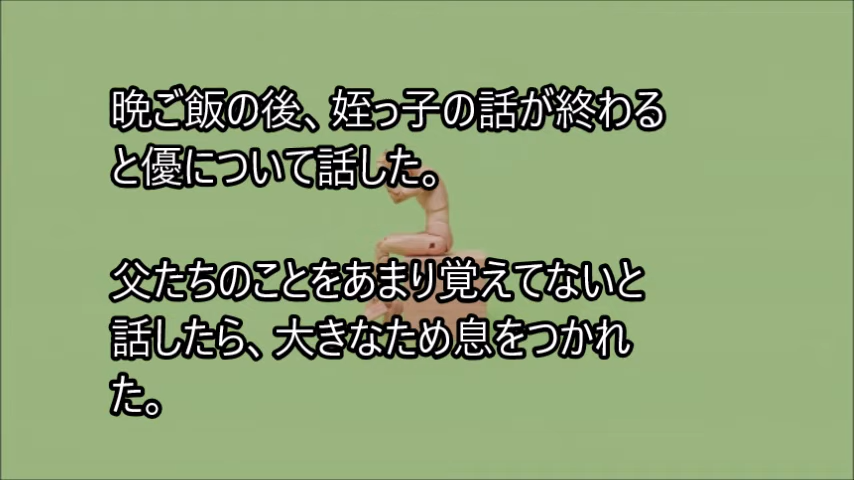 晩ご飯の後、姪っ子の話が終わる
と優について話した。
父たちのことをあまり覚えてないと
話したら、大きなため息をつかれ
た。